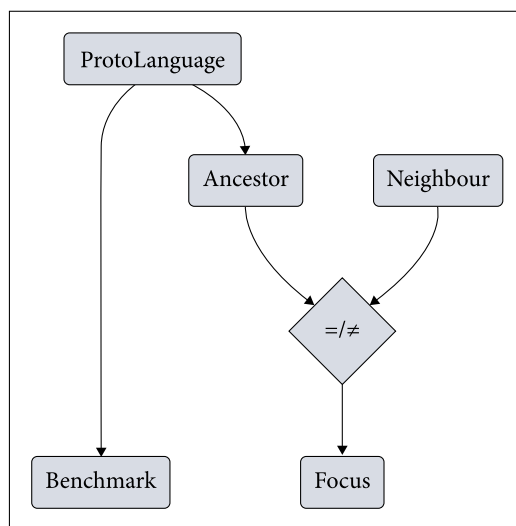 ProtoLanguage
Ancestor
Neighbour
=/≠
Benchmark
Focus